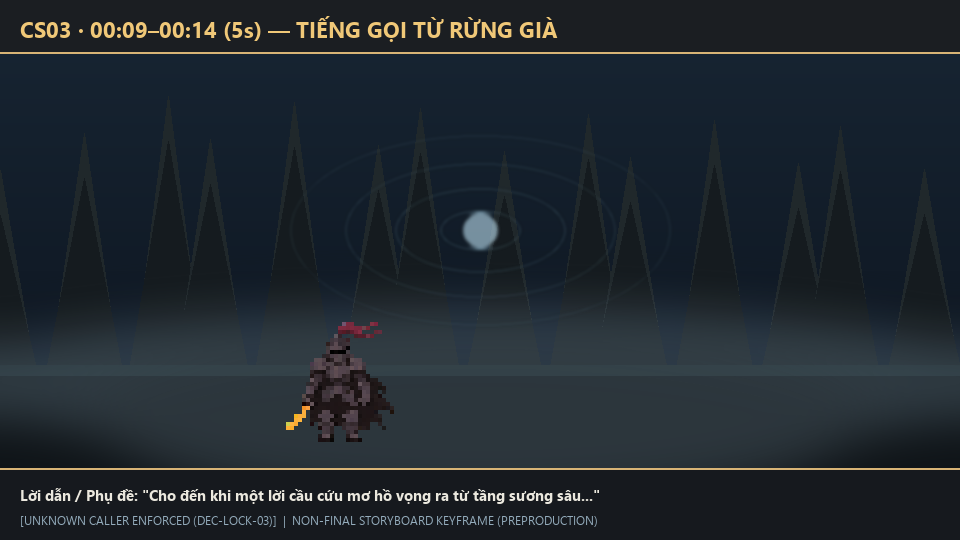 CS03 · 00:09–00:14 (5s) — TIẾNG GỌI TỪ RỪNG GIÀ
Lời dẫn / Phụ đề: "Cho đến khi một lời cầu cứu mơ hồ vọng ra từ tầng sương sâu..."
[UNKNOWN CALLER ENFORCED (DEC-LOCK-03)] | NON-FINAL STORYBOARD KEYFRAME (PREPRODUCTION)